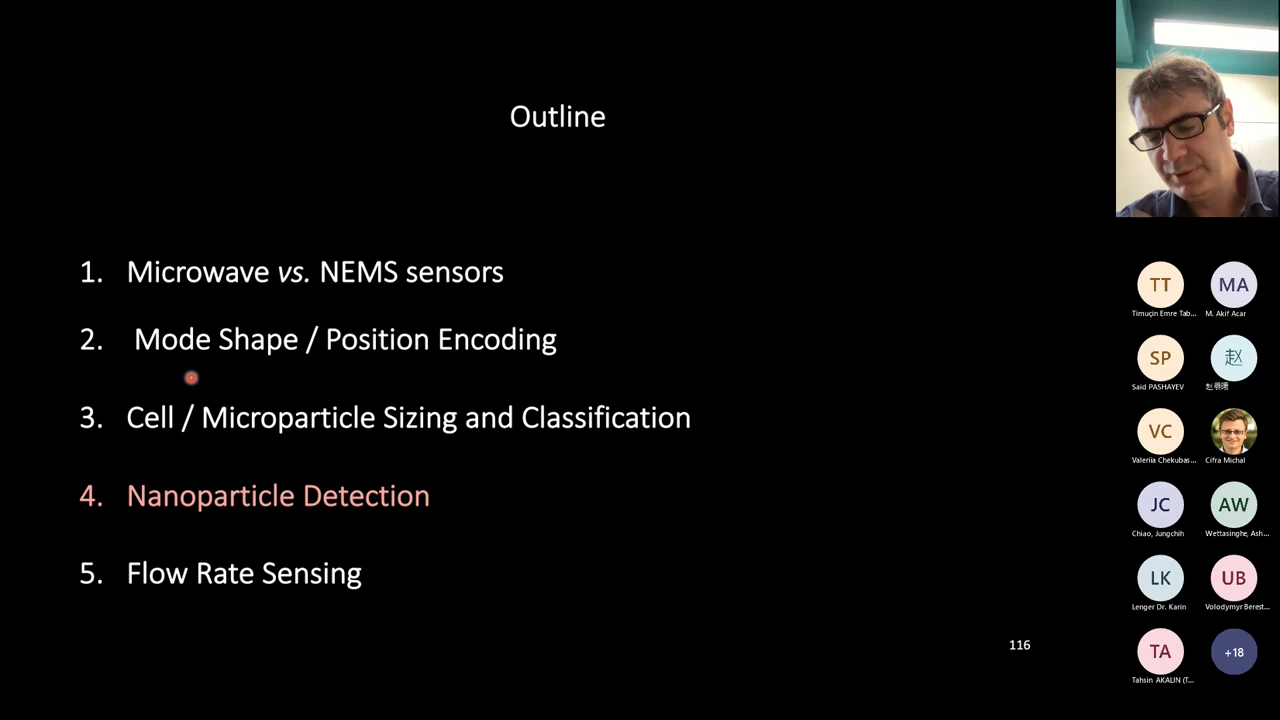 Outline
1. Microwave vs. NEMS sensors
2. Mode Shape / Position Encoding
3. Cell / Microparticle Sizing and Classification
4. Nanoparticle Detection
5. Flow Rate Sensing
116
TT MA
Timuçin Emre Tab... M. Akif Acar
SP 赵
Said PASHAYEV
VC
Valeriia Chekubas... Cifra Michal
JC AW
Chiao, Jungchih Wettasinghe, Ash...
LK UB
Lenger Dr. Karin Volodymyr Berest...
TA +18
Tahsin AKALIN (T...